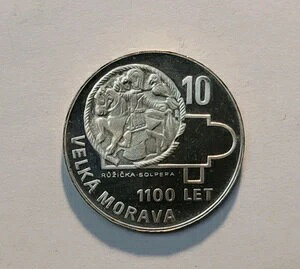 10
RŮŽIČKA-SOLPERA
1100 LET
VELKÁ MORAVA